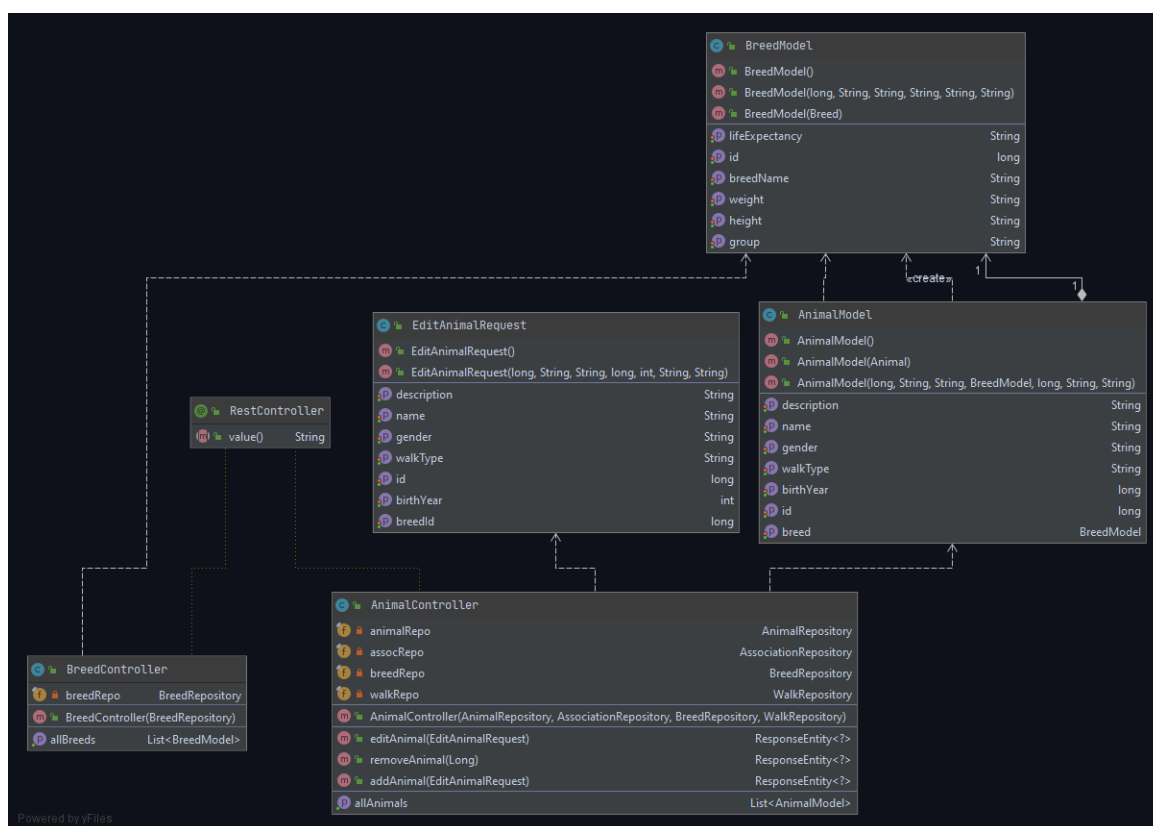 BreedModel
BreedModel()
BreedModel(long, String, String, String, String, String)
BreedModel(Breed)
lifeExpectancy String
id long
breedName String
weight String
height String
group String
«create»
1
1
EditAnimalRequest
EditAnimalRequest()
EditAnimalRequest(long, String, String, long, int, String, String)
description String
name String
gender String
walkType String
id long
birthYear int
breedId long
AnimalModel
AnimalModel()
AnimalModel(Animal)
AnimalModel(long, String, String, BreedModel, long, String, String)
description String
name String
gender String
walkType String
birthYear long
id long
breed BreedModel
RestController
value() String
AnimalController
animalRepo AnimalRepository
assocRepo AssociationRepository
breedRepo BreedRepository
walkRepo WalkRepository
AnimalController(AnimalRepository, AssociationRepository, BreedRepository, WalkRepository)
editAnimal(EditAnimalRequest) ResponseEntity<?>
removeAnimal(Long) ResponseEntity<?>
addAnimal(EditAnimalRequest) ResponseEntity<?>
allAnimals List<AnimalModel>
BreedController
breedRepo BreedRepository
BreedController(BreedRepository)
allBreeds List<BreedModel>
Powered by yFiles